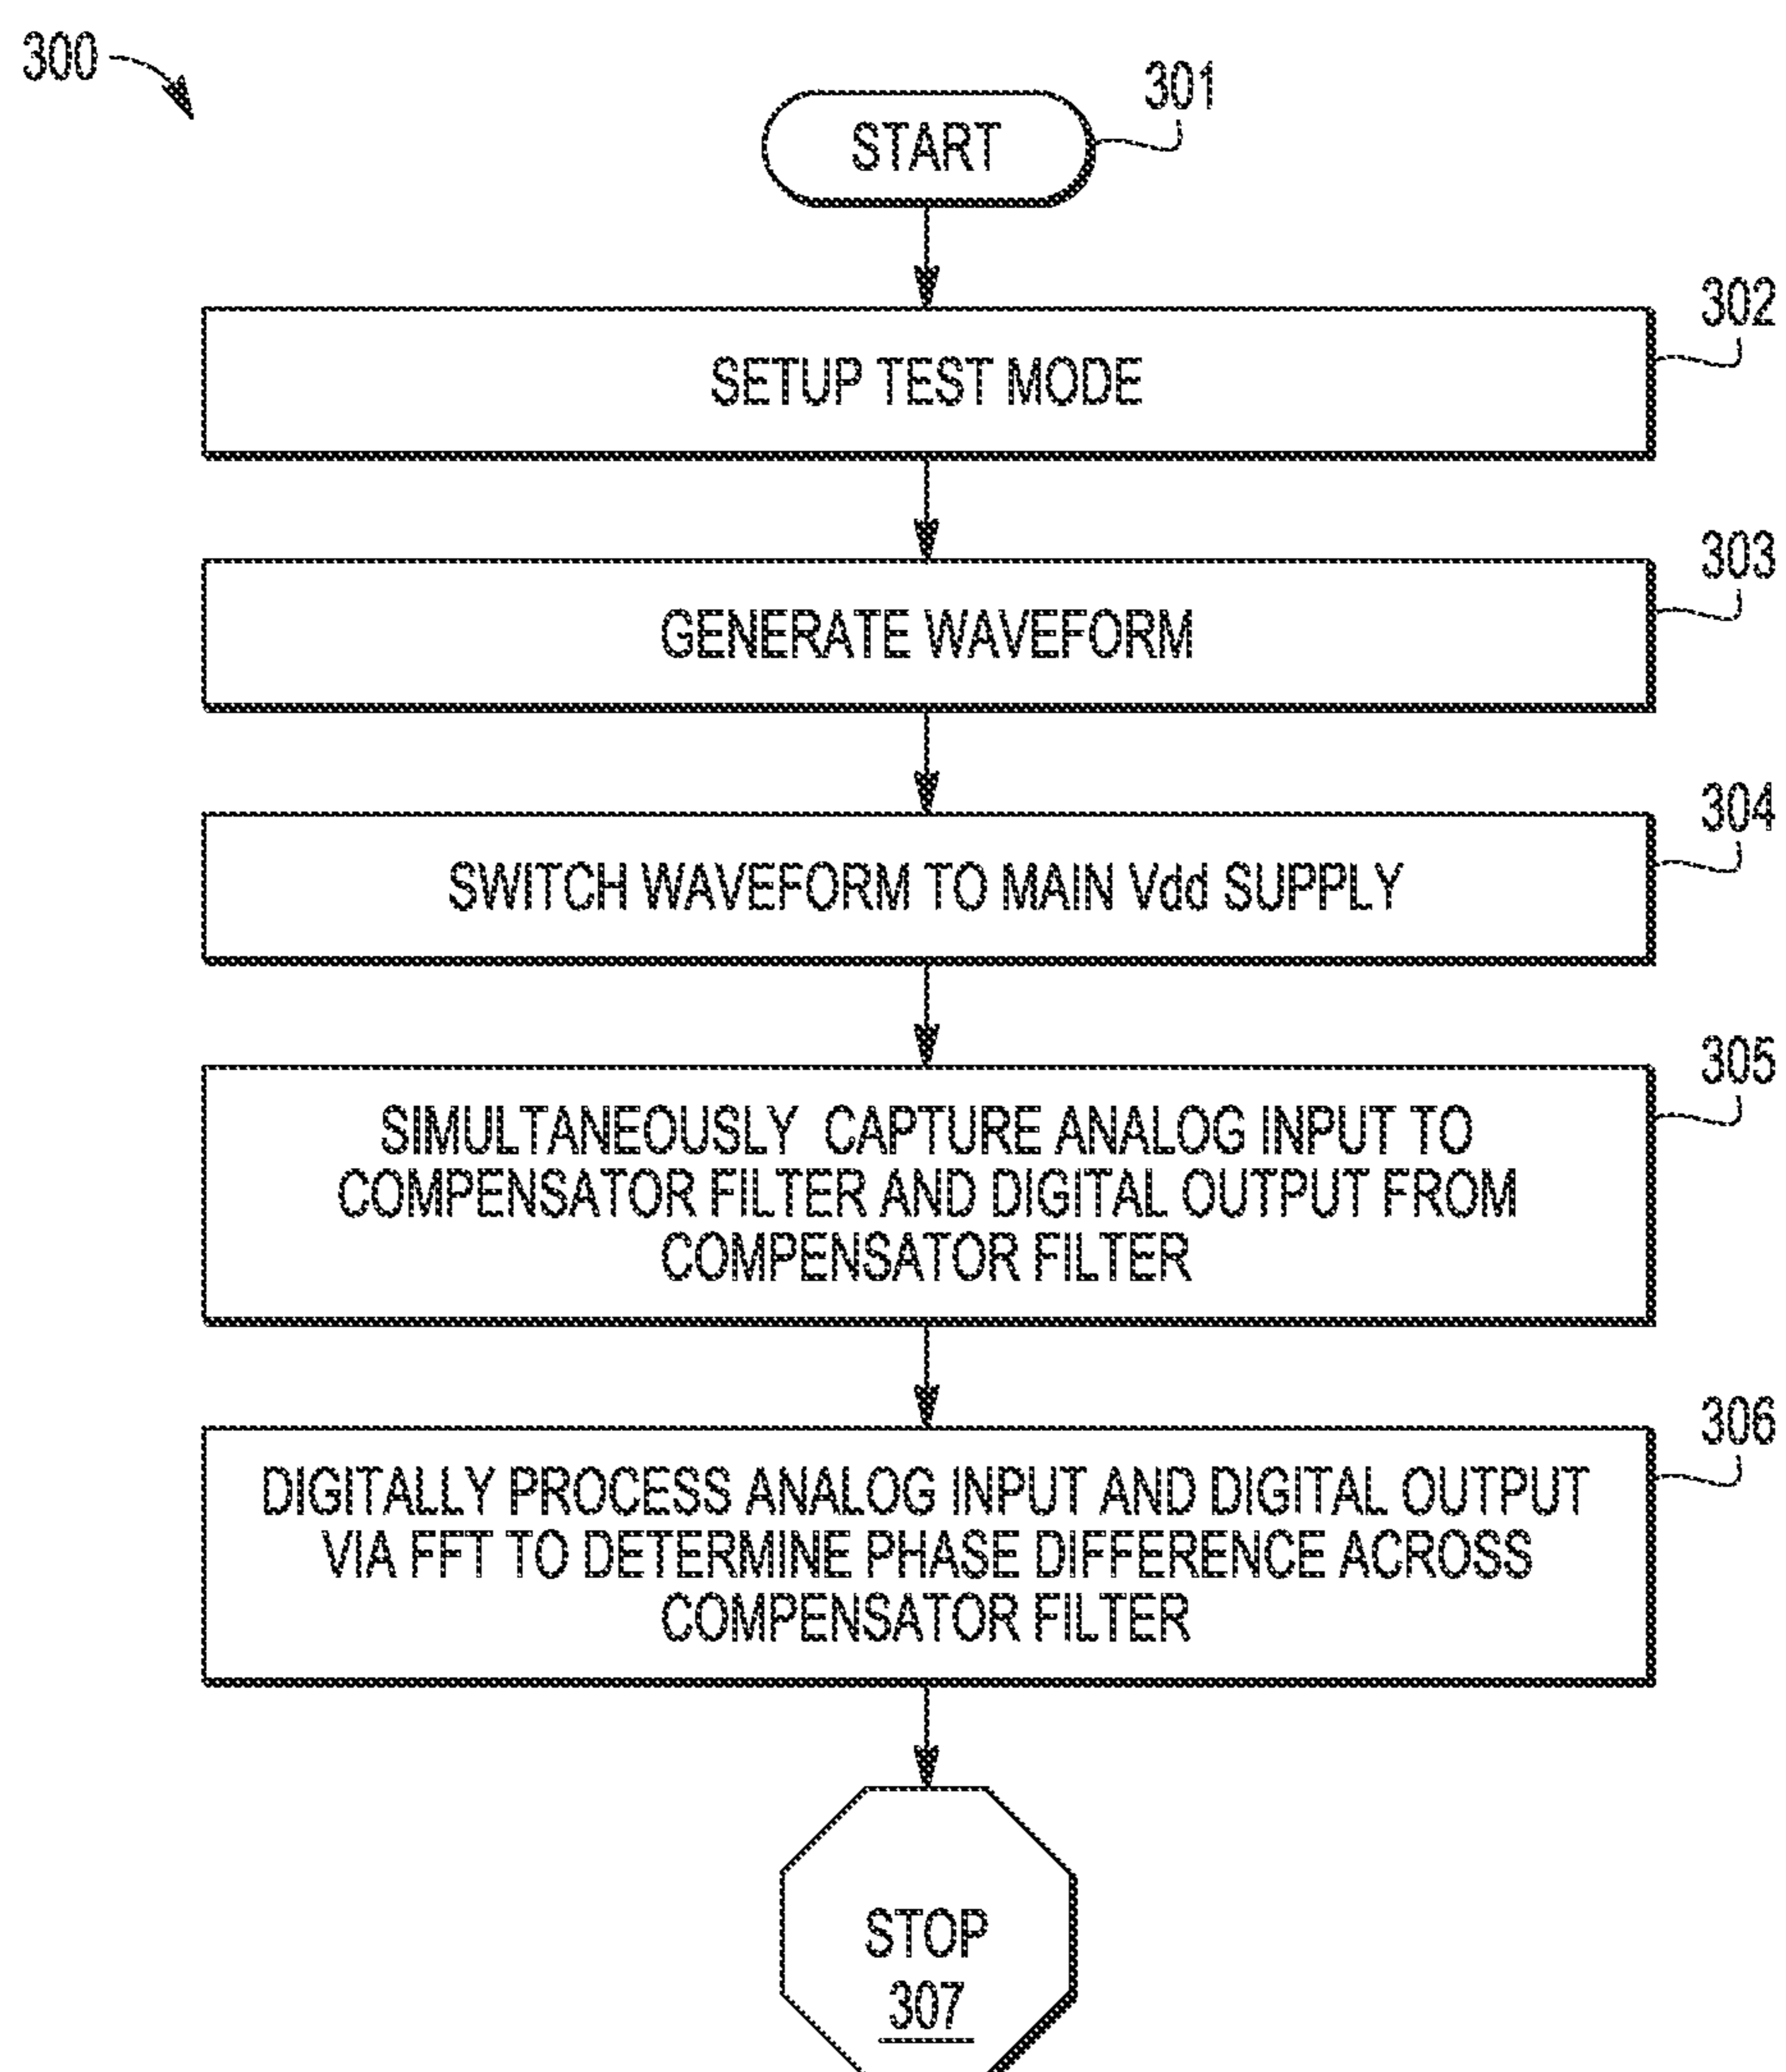 300
301
START
302
SETUP TEST MODE
303
GENERATE WAVEFORM
304
SWITCH WAVEFORM TO MAIN Vdd SUPPLY
305
SIMULTANEOUSLY CAPTURE ANALOG INPUT TO
COMPENSATOR FILTER AND DIGITAL OUTPUT FROM
COMPENSATOR FILTER
306
DIGITALLY PROCESS ANALOG INPUT AND DIGITAL OUTPUT
VIA FFT TO DETERMINE PHASE DIFFERENCE ACROSS
COMPENSATOR FILTER
STOP
307